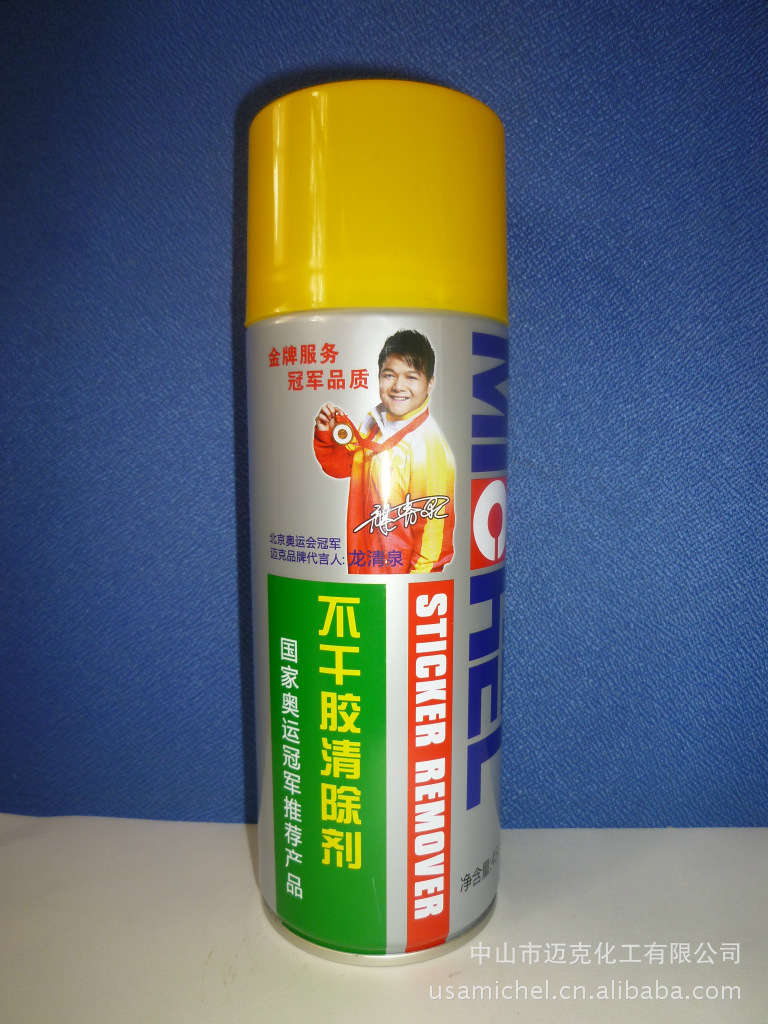 金牌服务
冠军品质
北京奥运会冠军
迈克品牌代言人:龙清泉
不干胶清除剂
国家奥运冠军推荐产品
STICKER REMOVER
MICHEL
净含量:
中山市迈克化工有限公司
usamichel.cn.alibaba.com